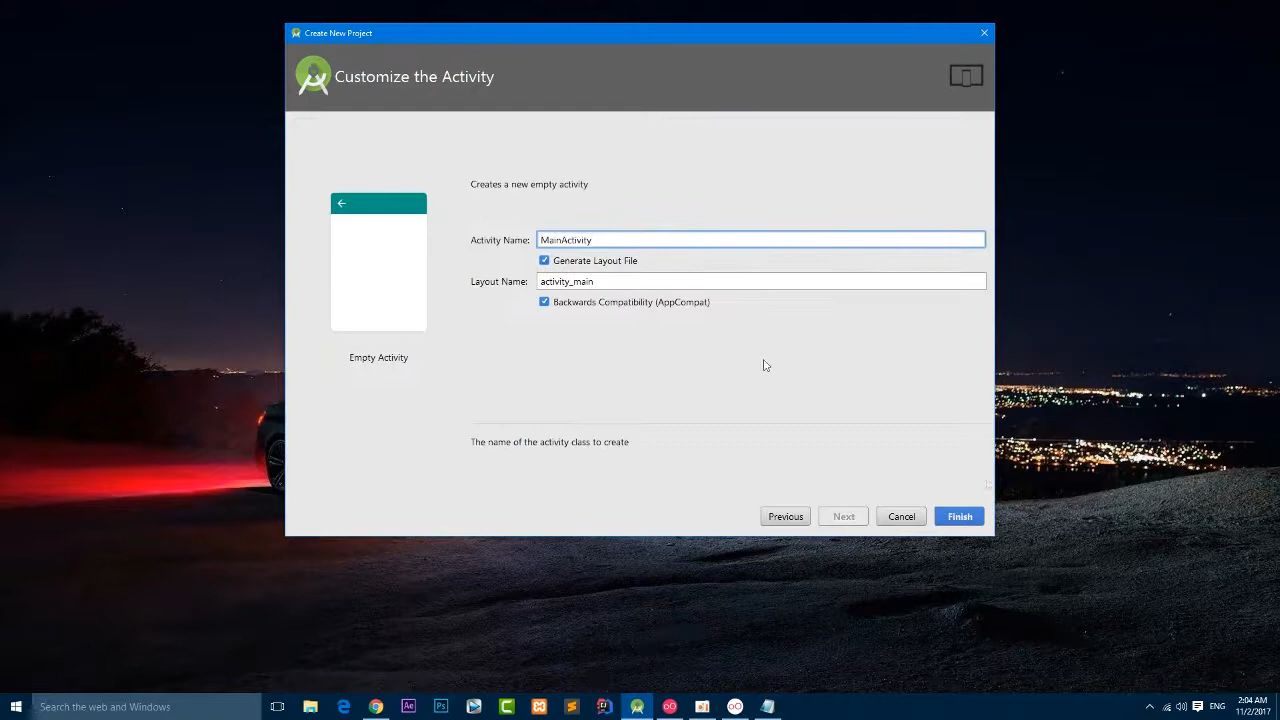 Create New Project
Customize the Activity
Creates a new empty activity
Activity Name: MainActivity
Generate Layout File
Layout Name: activity_main
Backwards Compatibility (AppCompat)
Empty Activity
The name of the activity class to create
Previous Next Cancel Finish
Search the web and Windows
Ae Ps
ENG
2:04 AM
11/2/2017